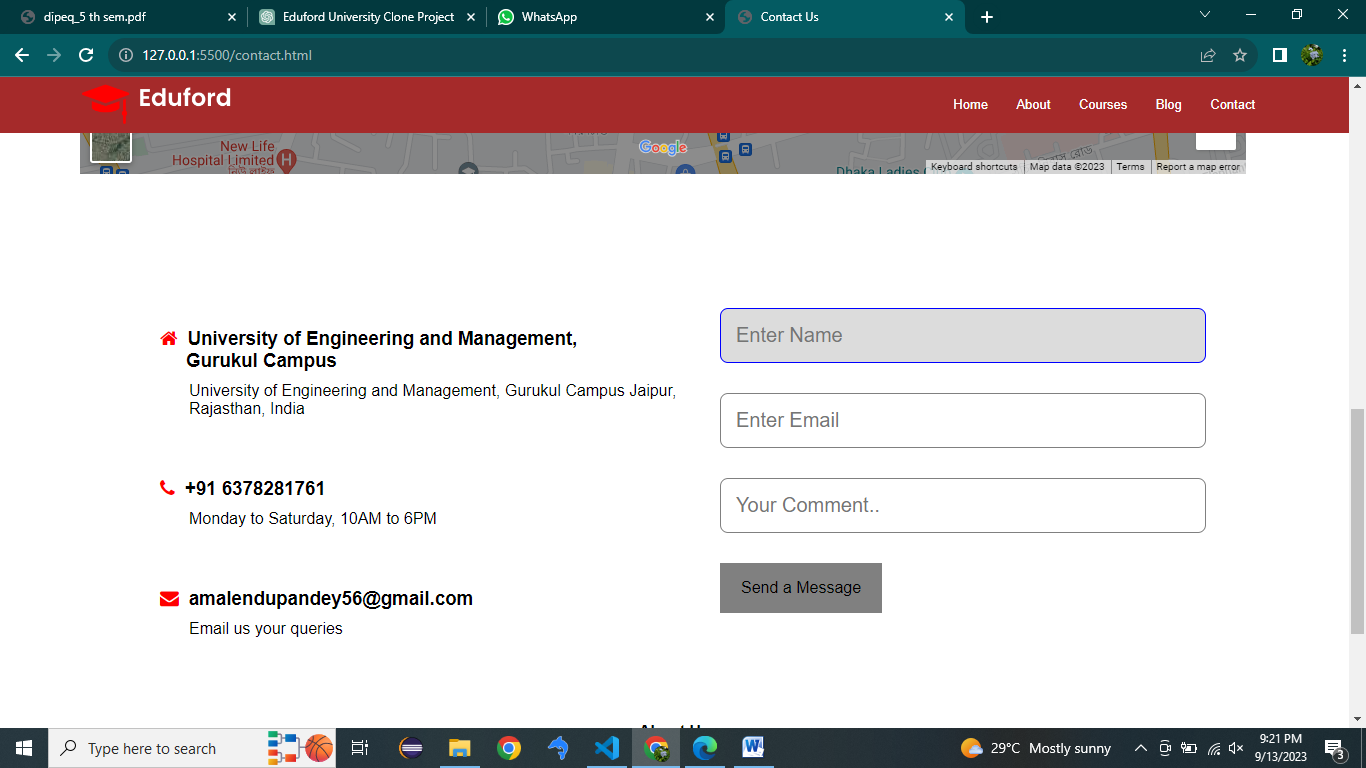 dipeq_5 th sem.pdf
Eduford University Clone Project
WhatsApp
Contact Us
127.0.0.1:5500/contact.html
Eduford
Home
About
Courses
Blog
Contact
New Life
Hospital Limited
H
Google
Dhaka Ladies
Keyboard shortcuts
Map data ©2023
Terms
Report a map error
University of Engineering and Management,
Gurukul Campus
University of Engineering and Management, Gurukul Campus Jaipur,
Rajasthan, India
+91 6378281761
Monday to Saturday, 10AM to 6PM
amalendupandey56@gmail.com
Email us your queries
Enter Name
Enter Email
Your Comment..
Send a Message
Type here to search
W
29°C Mostly sunny
9:21 PM
9/13/2023
3